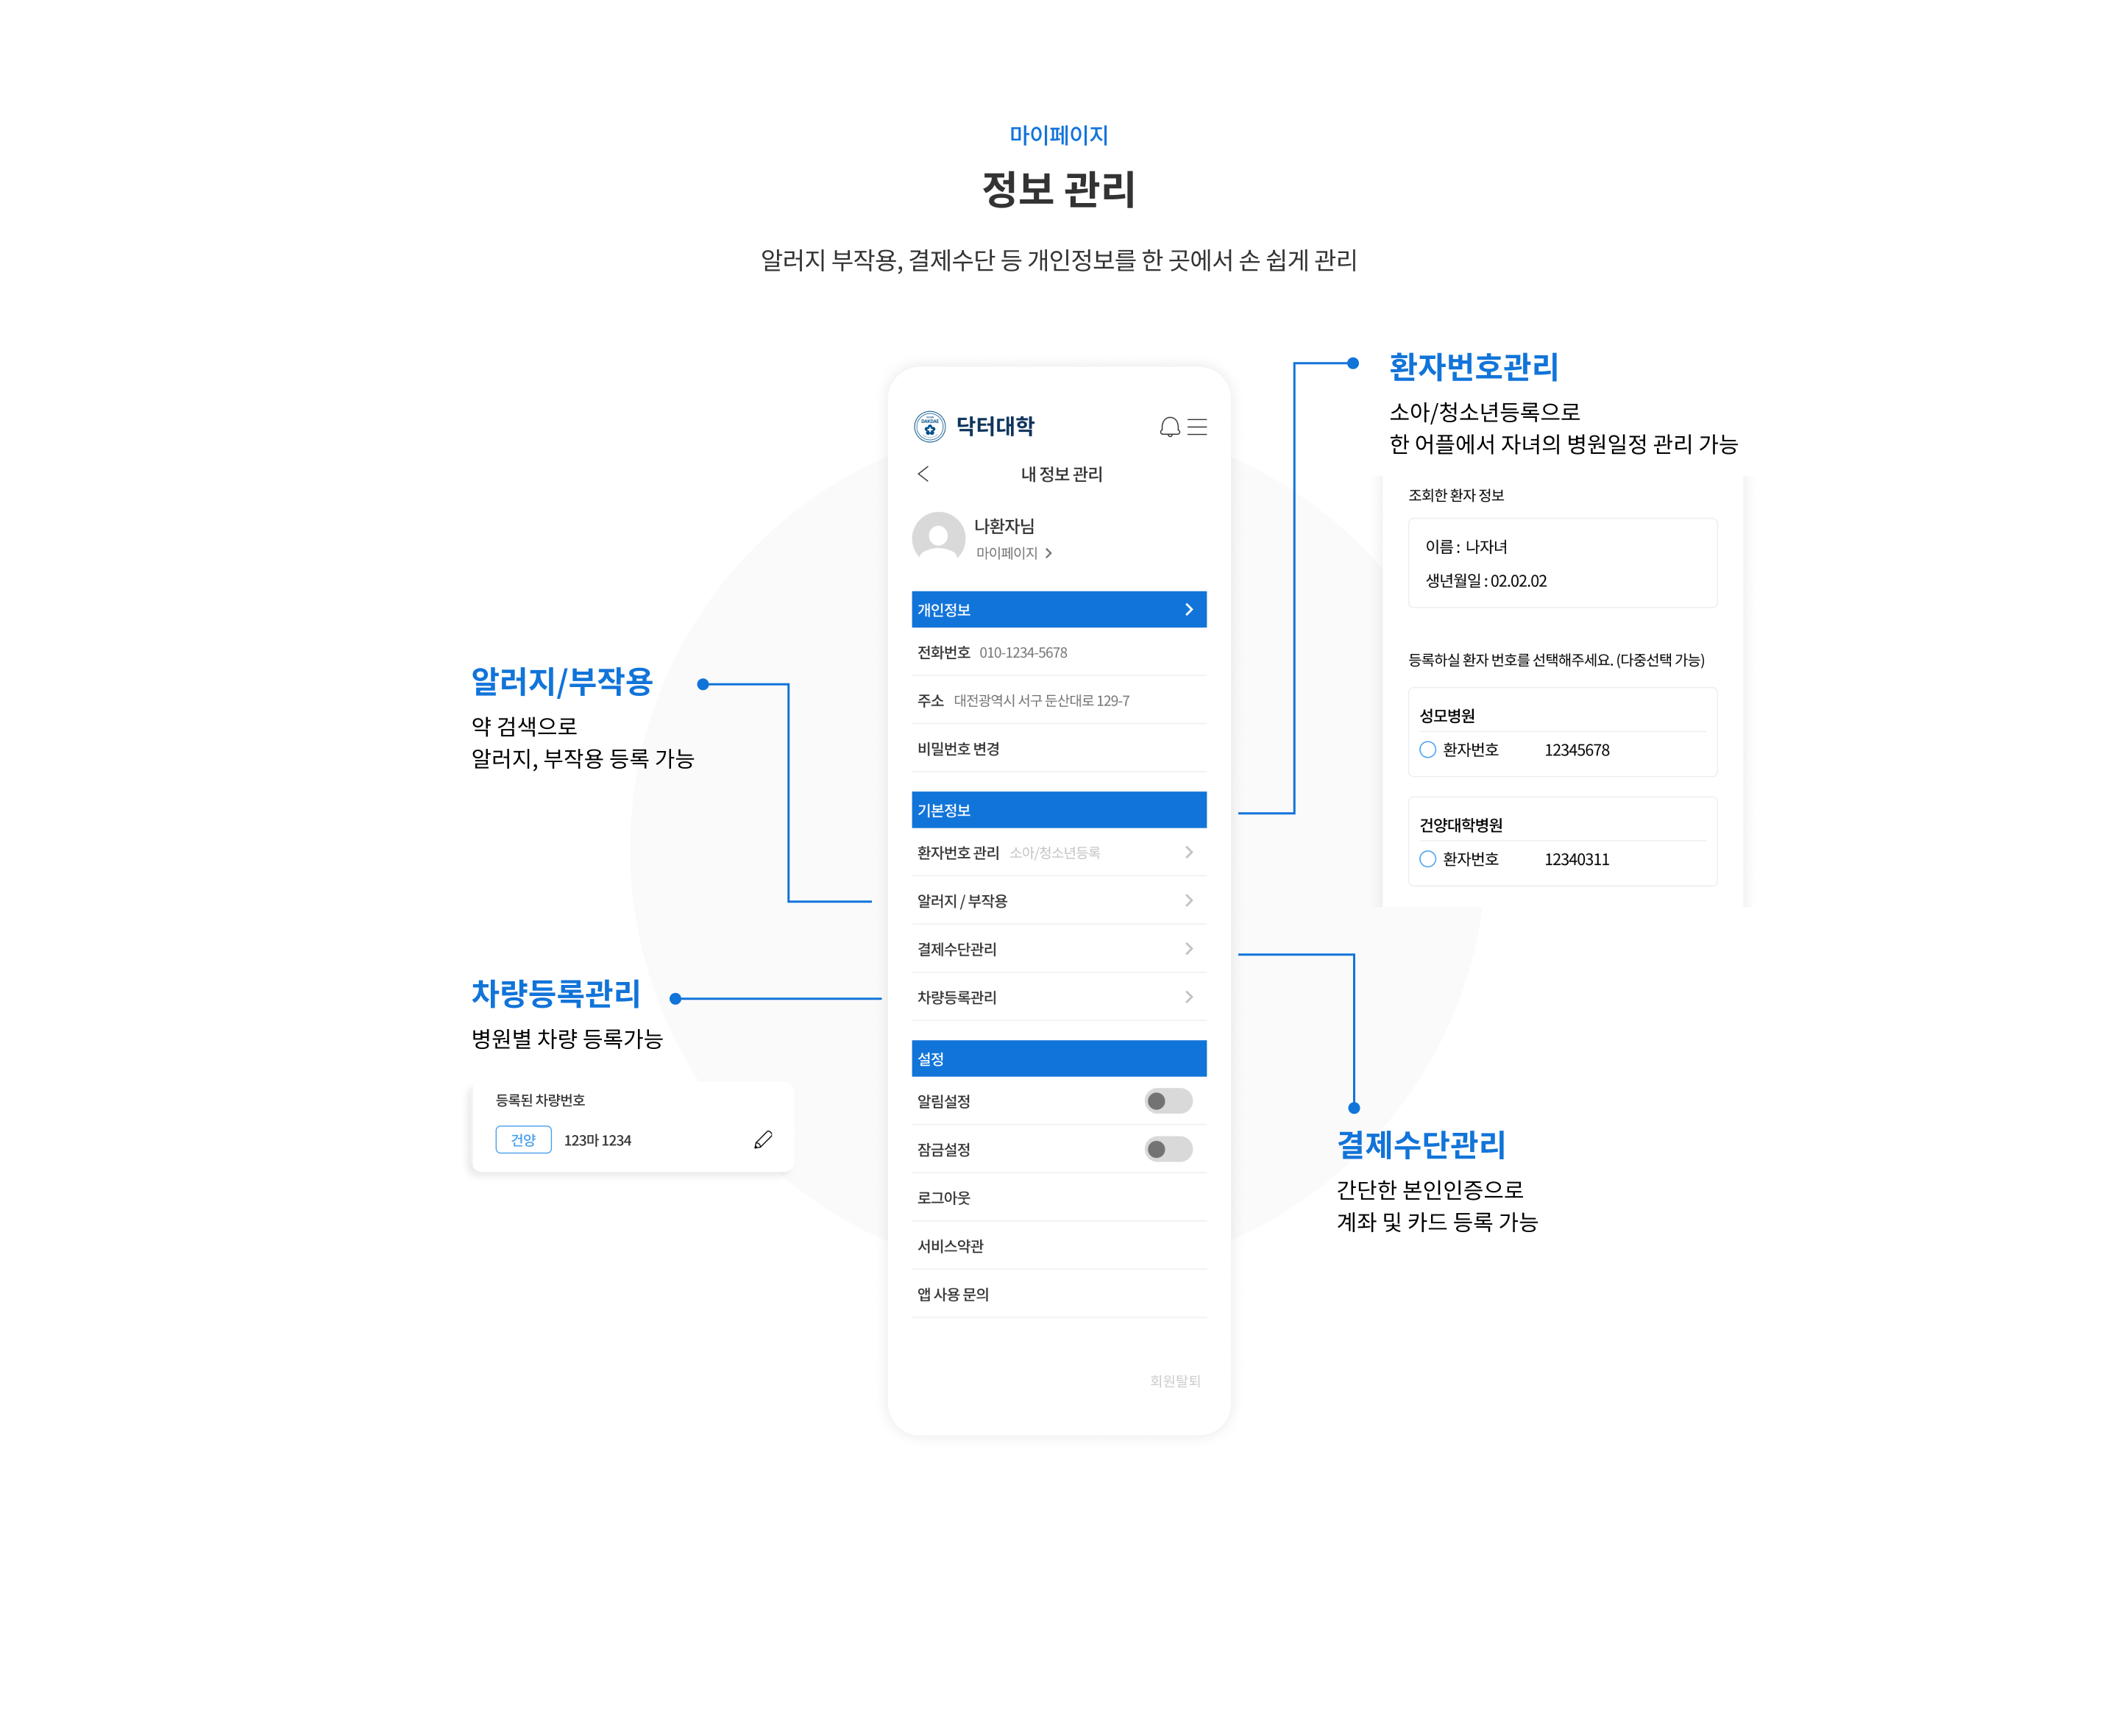 마이페이지
정보 관리
알러지 부작용, 결제수단 등 개인정보를 한 곳에서 손 쉽게 관리
DAKDAE
닥터대학
내 정보 관리
나환자님
마이페이지
개인정보
전화번호 010-1234-5678
주소 대전광역시 서구 둔산대로 129-7
비밀번호 변경
기본정보
환자번호 관리 소아/청소년등록
알러지 / 부작용
결제수단관리
차량등록관리
설정
알림설정
잠금설정
로그아웃
서비스약관
앱 사용 문의
회원탈퇴
알러지/부작용
약 검색으로
알러지, 부작용 등록 가능
차량등록관리
병원별 차량 등록가능
등록된 차량번호
건양 123마 1234
환자번호관리
소아/청소년등록으로
한 어플에서 자녀의 병원일정 관리 가능
조회한 환자 정보
이름 : 나자녀
생년월일 : 02.02.02
등록하실 환자 번호를 선택해주세요. (다중선택 가능)
성모병원
환자번호 12345678
건양대학병원
환자번호 12340311
결제수단관리
간단한 본인인증으로
계좌 및 카드 등록 가능